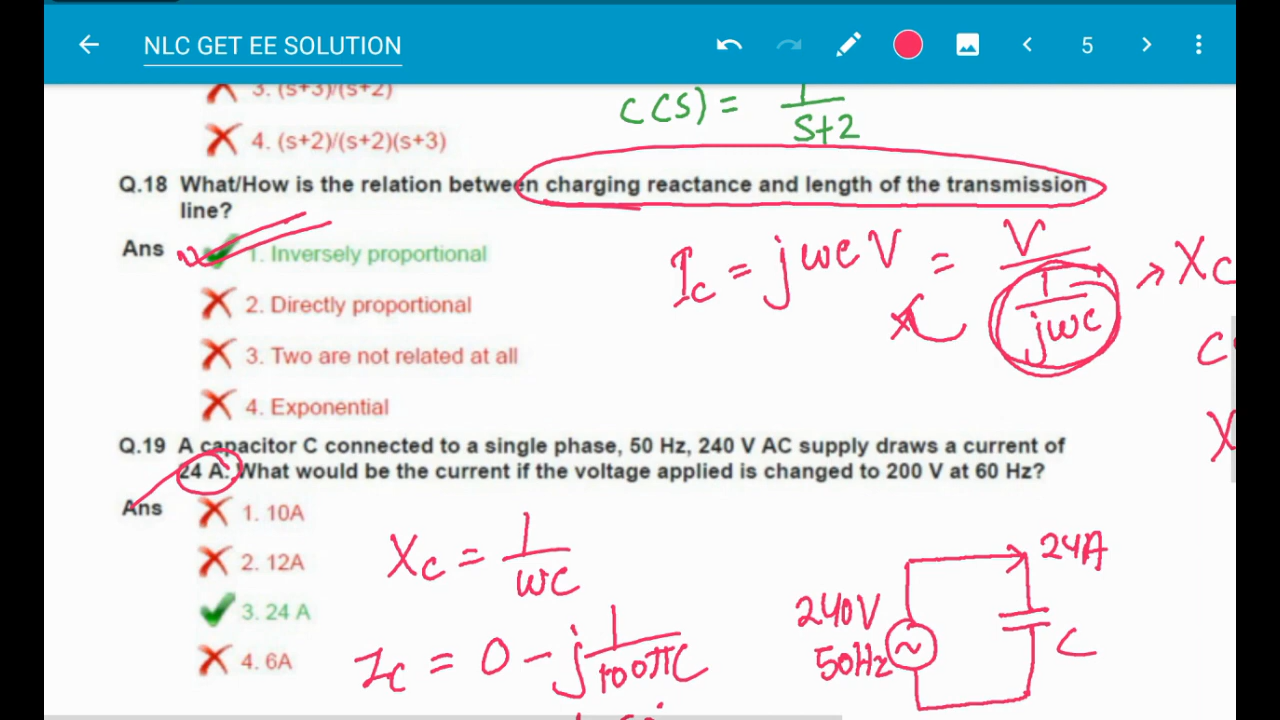 NLC GET EE SOLUTION
5
3. (s+3)/(s+2)
C(S) = 1/S+2
4. (s+2)/(s+2)(s+3)
Q.18 What/How is the relation between charging reactance and length of the transmission
line?
Ans
1. Inversely proportional
Ic = jωC V = V / 1/jωC → Xc
2. Directly proportional
3. Two are not related at all
4. Exponential
Q.19 A capacitor C connected to a single phase, 50 Hz, 240 V AC supply draws a current of
24 A. What would be the current if the voltage applied is changed to 200 V at 60 Hz?
Ans
1. 10A
2. 12A
Xc = 1/ωC
24A
3. 24 A
240V
50Hz
C
4. 6A
Zc = 0 - j 1/100πC